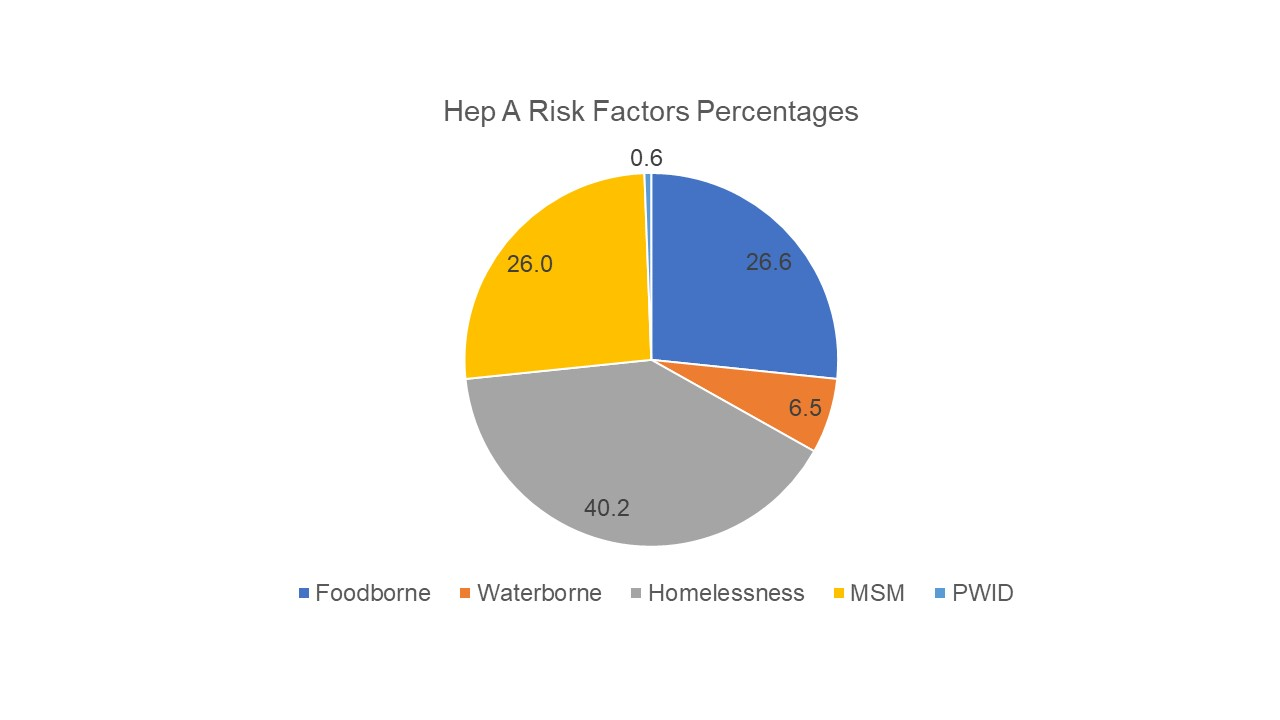 Hep A Risk Factors Percentages
0.6
26.0
26.6
6.5
40.2
Foodborne Waterborne Homelessness MSM PWID